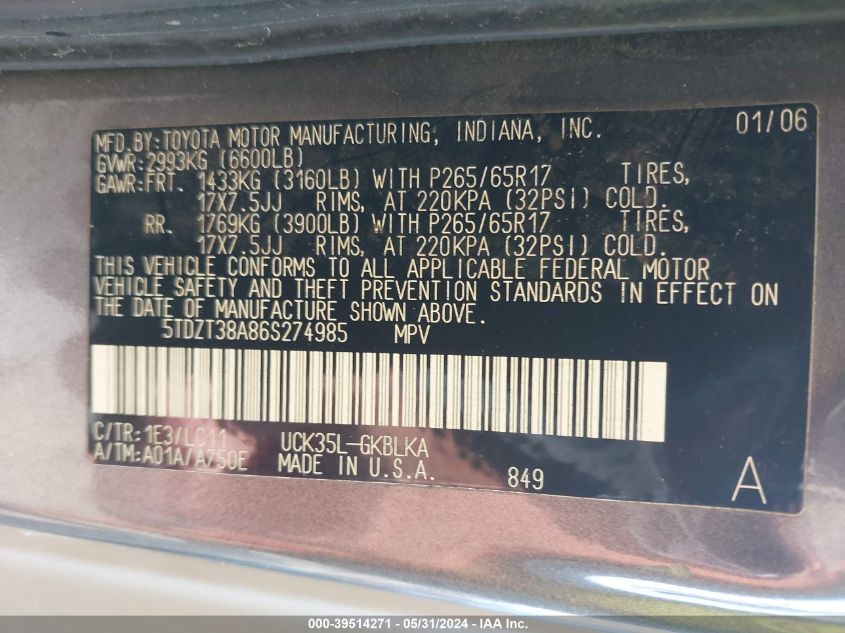 MFD.BY:TOYOTA MOTOR MANUFACTURING, INDIANA, INC. 01/06
GVWR:2993KG (6600LB)
GAWR:FRT. 1433KG (3160LB) WITH P265/65R17 TIRES,
17X7.5JJ RIMS, AT 220KPA (32PSI) COLD.
RR. 1769KG (3900LB) WITH P265/65R17 TIRES,
17X7.5JJ RIMS, AT 220KPA (32PSI) COLD.
THIS VEHICLE CONFORMS TO ALL APPLICABLE FEDERAL MOTOR
VEHICLE SAFETY AND THEFT PREVENTION STANDARDS IN EFFECT ON
THE DATE OF MANUFACTURE SHOWN ABOVE.
5TDZT38A86S274985 MPV
C/TR:1E3/LC11 UCK35L-GKBLKA
A/TM:A01A/A750E MADE IN U.S.A. 849 A
000-39514271 - 05/31/2024 - IAA Inc.